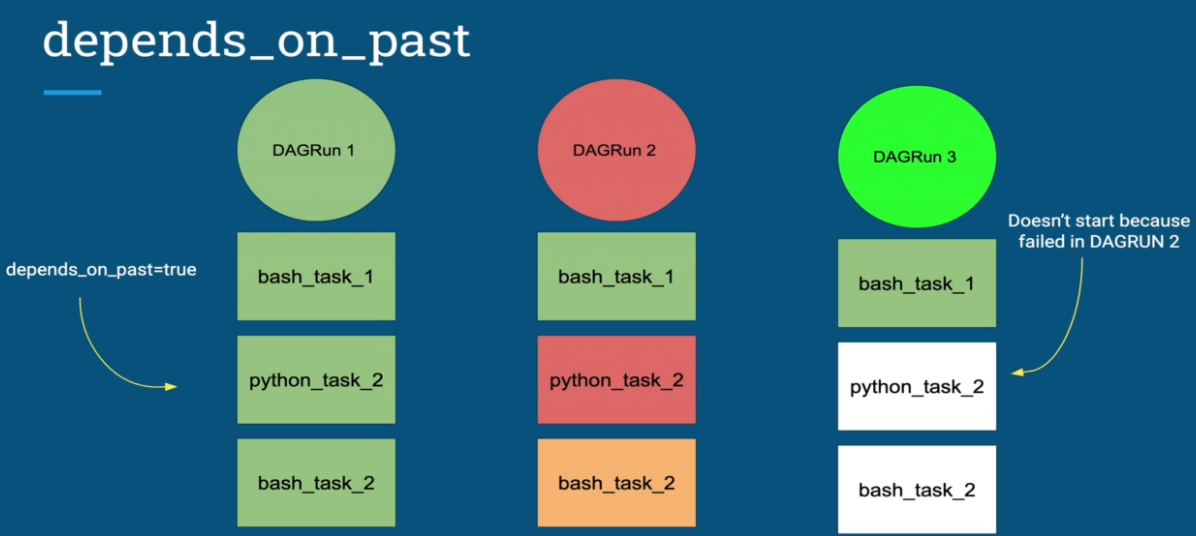 depends_on_past
DAGRun 1
DAGRun 2
DAGRun 3
Doesn’t start because
failed in DAGRUN 2
depends_on_past=true
bash_task_1
bash_task_1
bash_task_1
python_task_2
python_task_2
python_task_2
bash_task_2
bash_task_2
bash_task_2